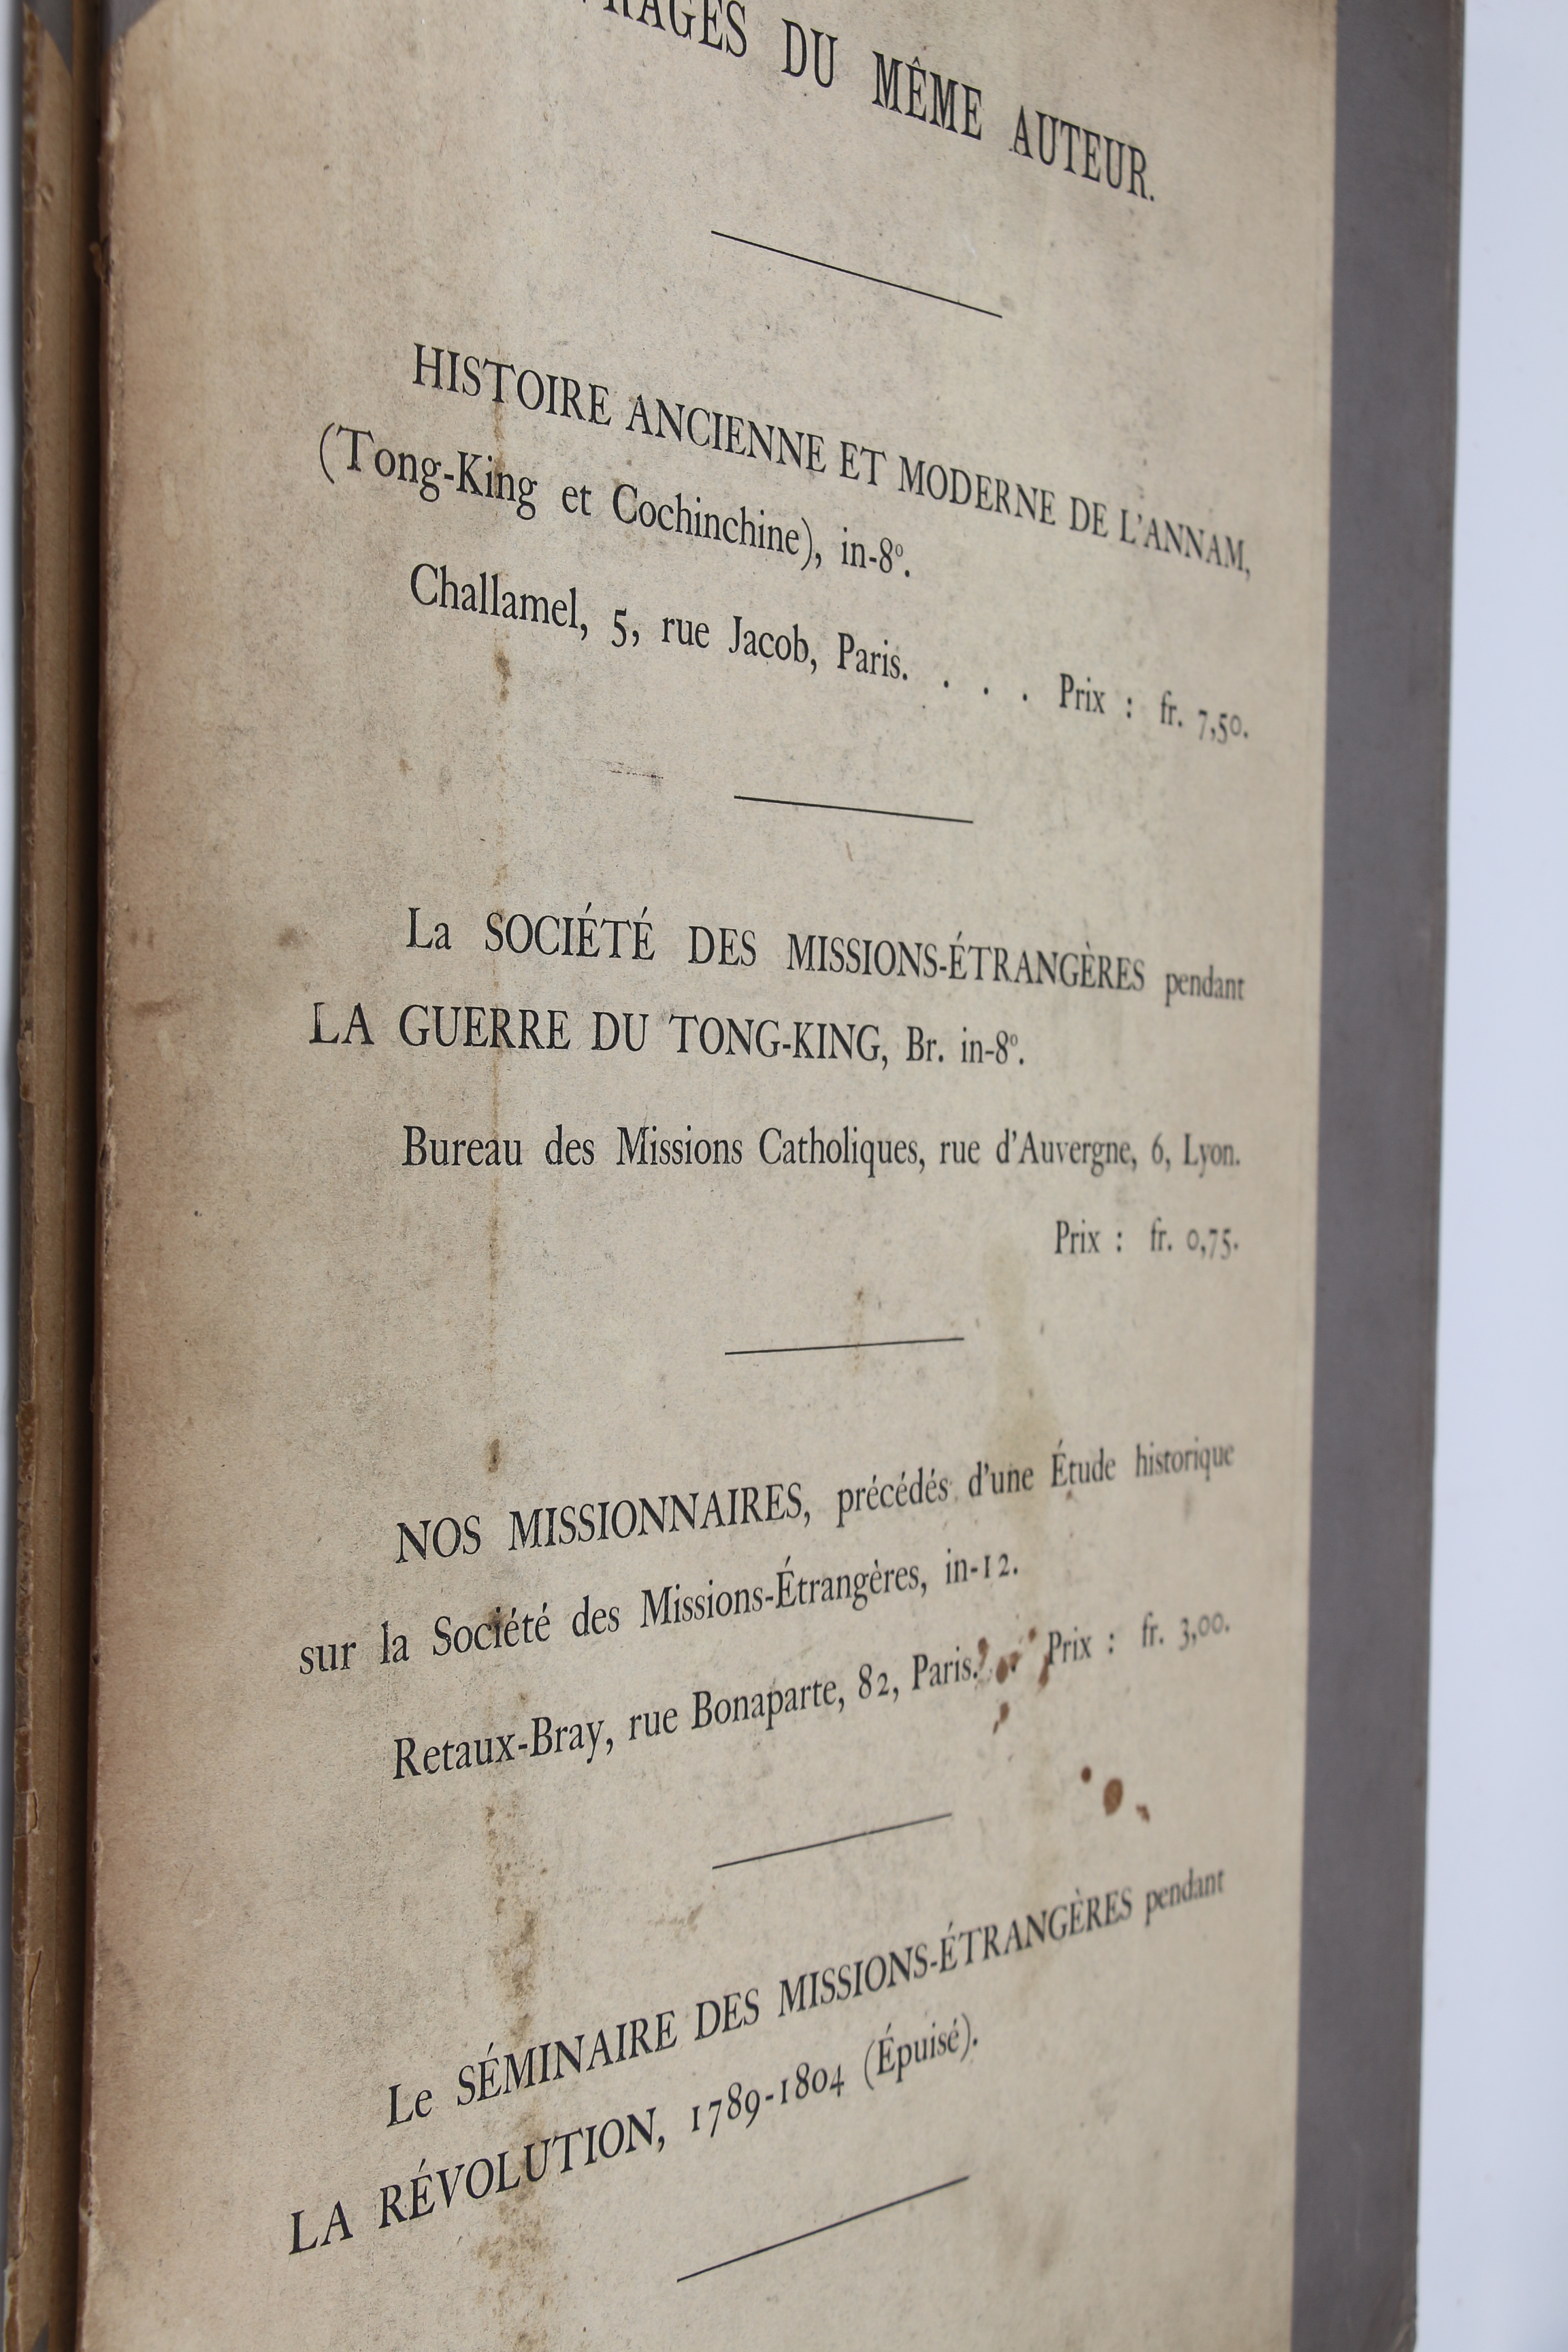 DU MÊME AUTEUR.
HISTOIRE ANCIENNE ET MODERNE DE L'ANNAM,
(Tong-King et Cochinchine), in-8º.
Challamel, 5, rue Jacob, Paris. . . . Prix : fr. 7,50.
La SOCIÉTÉ DES MISSIONS-ÉTRANGÈRES pendant
LA GUERRE DU TONG-KING, Br. in-8º.
Bureau des Missions Catholiques, rue d'Auvergne, 6, Lyon.
Prix : fr. 0,75.
NOS MISSIONNAIRES, précédés d'une Étude historique
sur la Société des Missions-Étrangères, in-12.
Retaux-Bray, rue Bonaparte, 82, Paris. . . Prix : fr. 3,00.
Le SÉMINAIRE DES MISSIONS-ÉTRANGÈRES pendant
LA RÉVOLUTION, 1789-1804 (Épuisé).